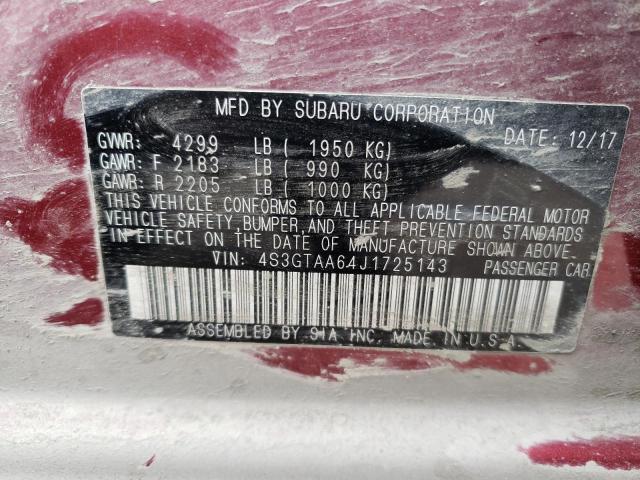 MFD BY SUBARU CORPORATION
DATE: 12/17
GVWR: 4299 LB ( 1950 KG)
GAWR: F 2183 LB ( 990 KG)
GAWR: R 2205 LB ( 1000 KG)
THIS VEHICLE CONFORMS TO ALL APPLICABLE FEDERAL MOTOR
VEHICLE SAFETY, BUMPER, AND THEFT PREVENTION STANDARDS
IN EFFECT ON THE DATE OF MANUFACTURE SHOWN ABOVE.
VIN: 4S3GTAA64J1725143 PASSENGER CAR
ASSEMBLED BY SIA INC. MADE IN U.S.A.